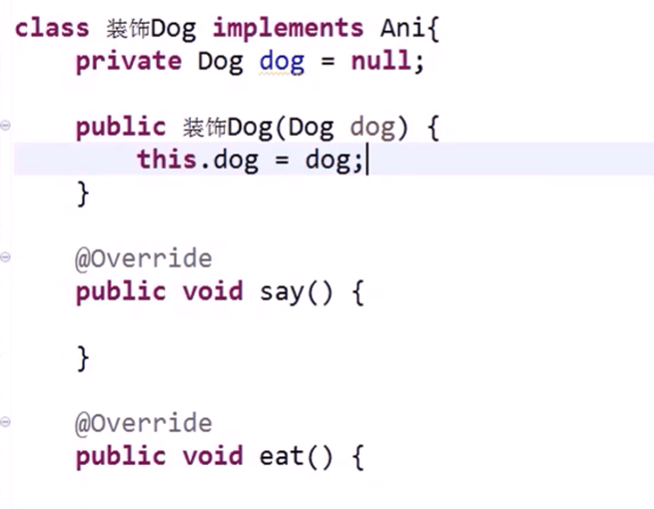 class 装饰Dog implements Ani{
private Dog dog = null;
public 装饰Dog(Dog dog) {
this.dog = dog;
}
@Override
public void say() {
}
@Override
public void eat() {